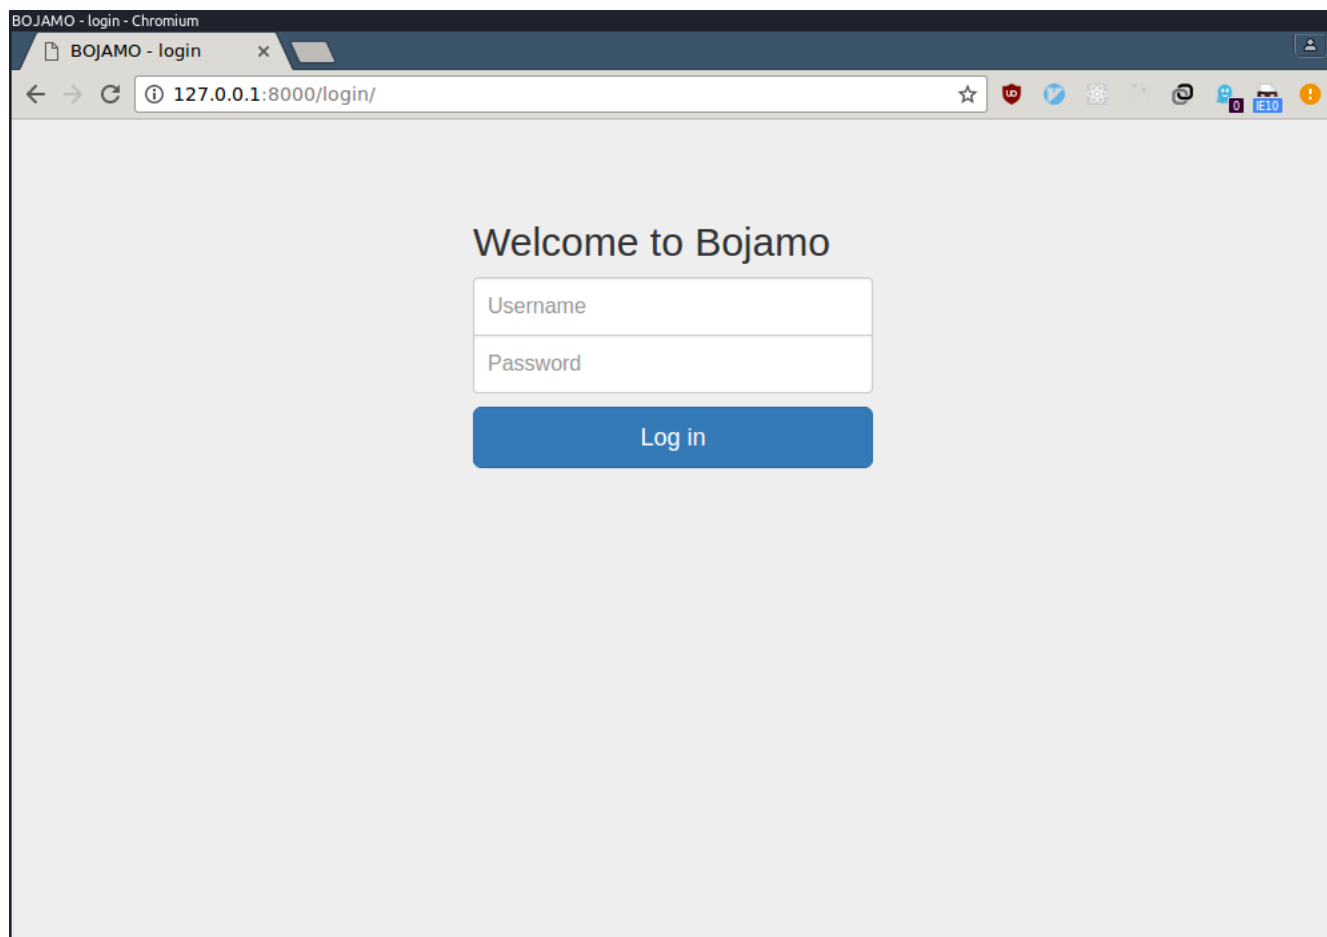 BOJAMO - login - Chromium
BOJAMO - login
127.0.0.1:8000/login/
0
IE10
Welcome to Bojamo
Username
Password
Log in